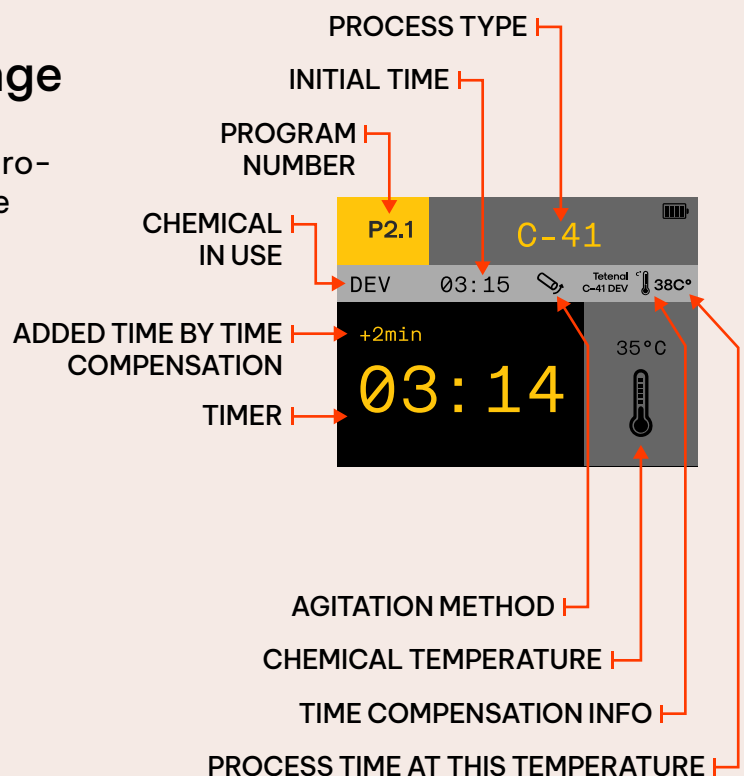 PROCESS TYPE
nge
INITIAL TIME
PROGRAM
NUMBER
ro-
e
CHEMICAL
IN USE
P2.1
C-41
DEV
03:15
Tetenal
C-41 DEV
c°
38C°
ADDED TIME BY TIME
COMPENSATION
+2min
35°C
TIMER
03:14
AGITATION METHOD
CHEMICAL TEMPERATURE
TIME COMPENSATION INFO
PROCESS TIME AT THIS TEMPERATURE